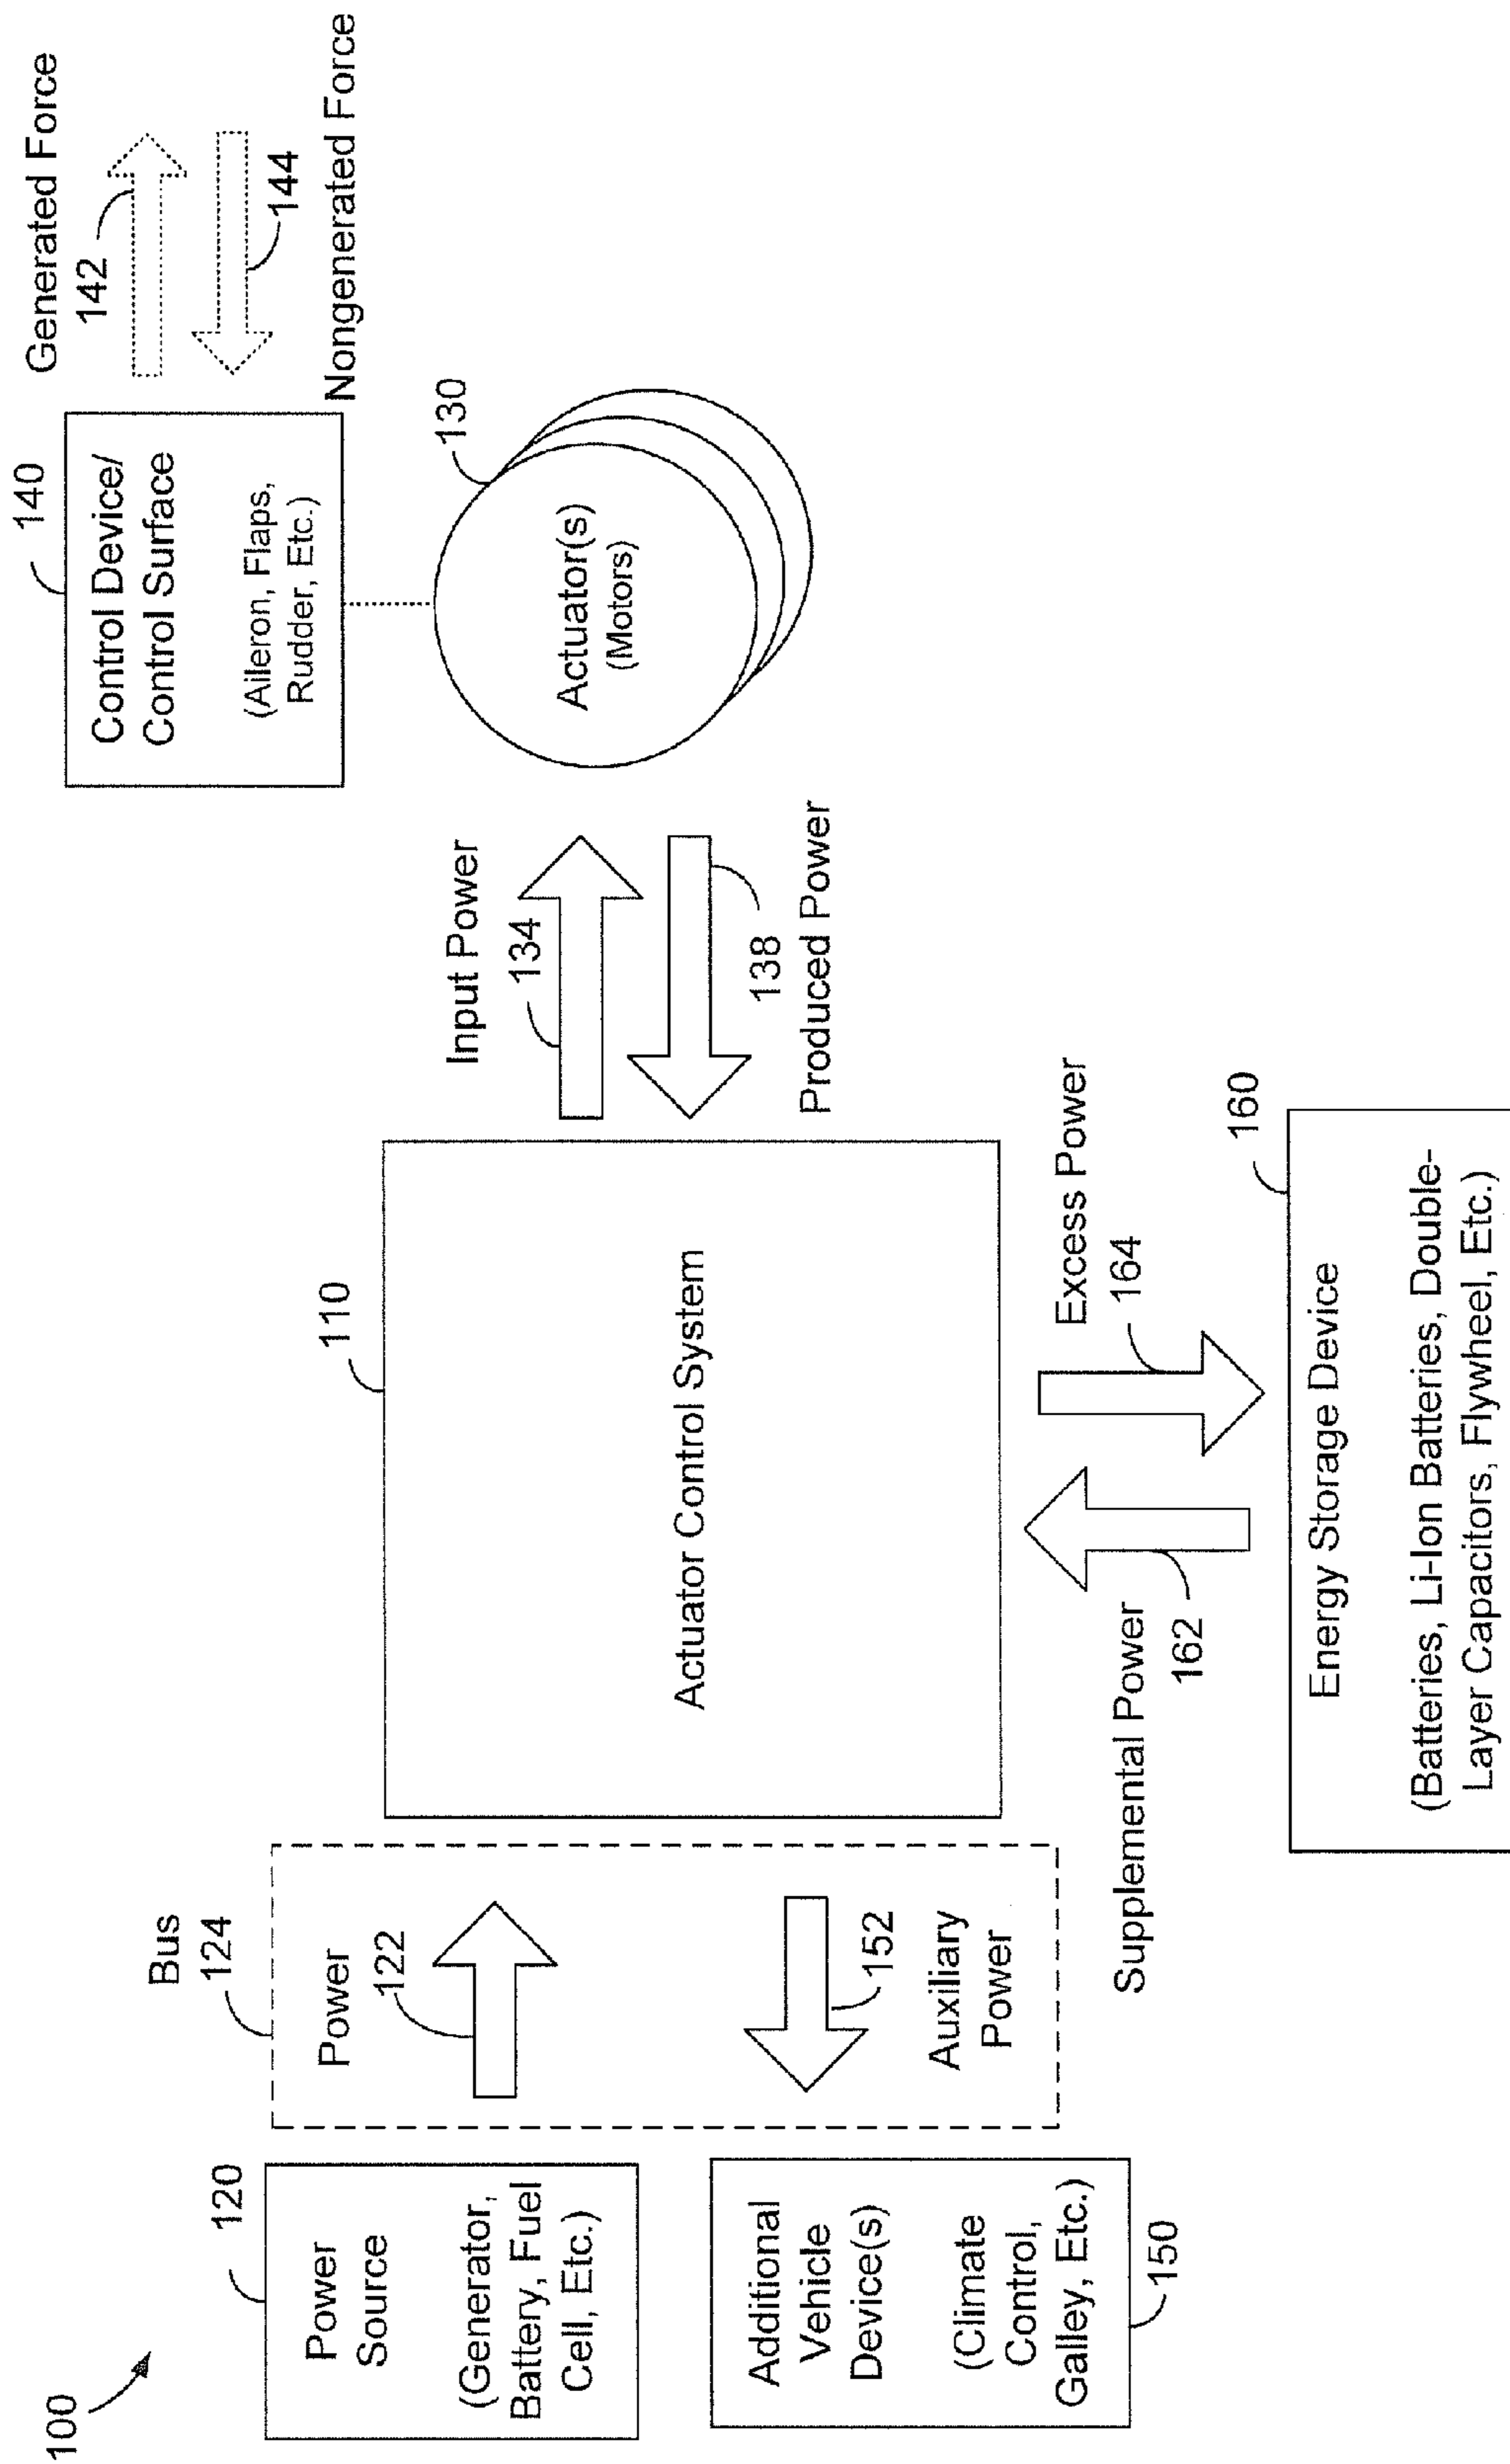 100
120
Power
Source
(Generator,
Battery, Fuel
Cell, Etc.)
Additional
Vehicle
Device(s)
(Climate
Control,
Galley, Etc.)
150
Bus
124
Power
122
152
Auxiliary
Power
110
Actuator Control System
Supplemental Power
162
Excess Power
164
160
Energy Storage Device
(Batteries, Li-Ion Batteries, Double-
Layer Capacitors, Flywheel, Etc.)
Input Power
134
138
Produced Power
140
Control Device/
Control Surface
(Aileron, Flaps,
Rudder, Etc.)
130
Actuator(s)
(Motors)
Generated Force
142
144
Nongenerated Force